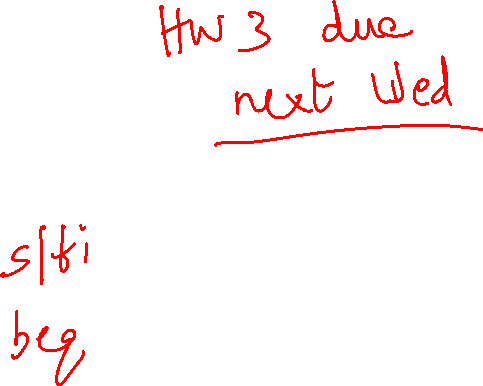 HW 3 due
next Wed
slti
beq